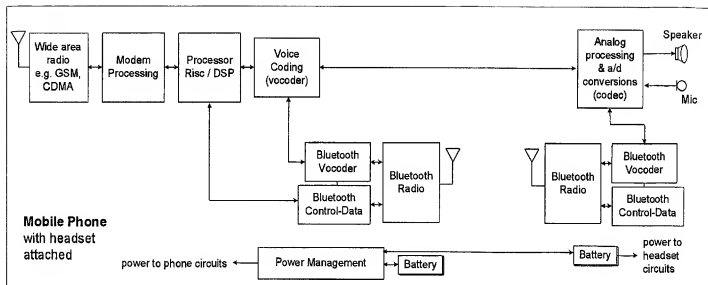 Wide area
radio
e.g. GSM,
CDMA
Modem
Processing
Processor
Risc / DSP
Voice
Coding
(vocoder)
Analog
processing
& a/d
conversions
(codec)
Speaker
Mic
Bluetooth
Vocoder
Bluetooth
Control-Data
Bluetooth
Radio
Bluetooth
Radio
Bluetooth
Vocoder
Bluetooth
Control-Data
Mobile Phone
with headset
attached
power to phone circuits
Power Management
Battery
Battery
power to
headset
circuits